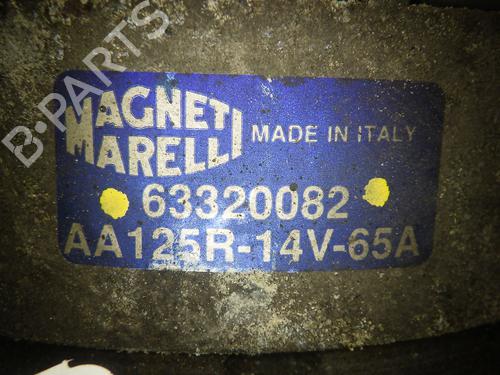 B-PARTS
MAGNETI
MARELLI
MADE IN ITALY
63320082
AA125R-14V-65A